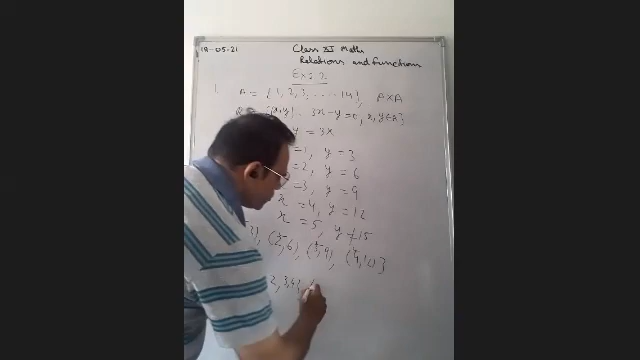 19-05-21
Class XI Maths
Relations and functions
Ex: 2.
1. A = {1, 2, 3, ..... 14}, A×A
{(x,y): 3x-y=0, x,y∈A}
y = 3x
=1, y = 3
=2, y = 6
=3, y = 9
x = 4, y = 12
x = 5, y ≠ 15
3), (2,6), (3,9), (4,12)}
2, 3, 4},